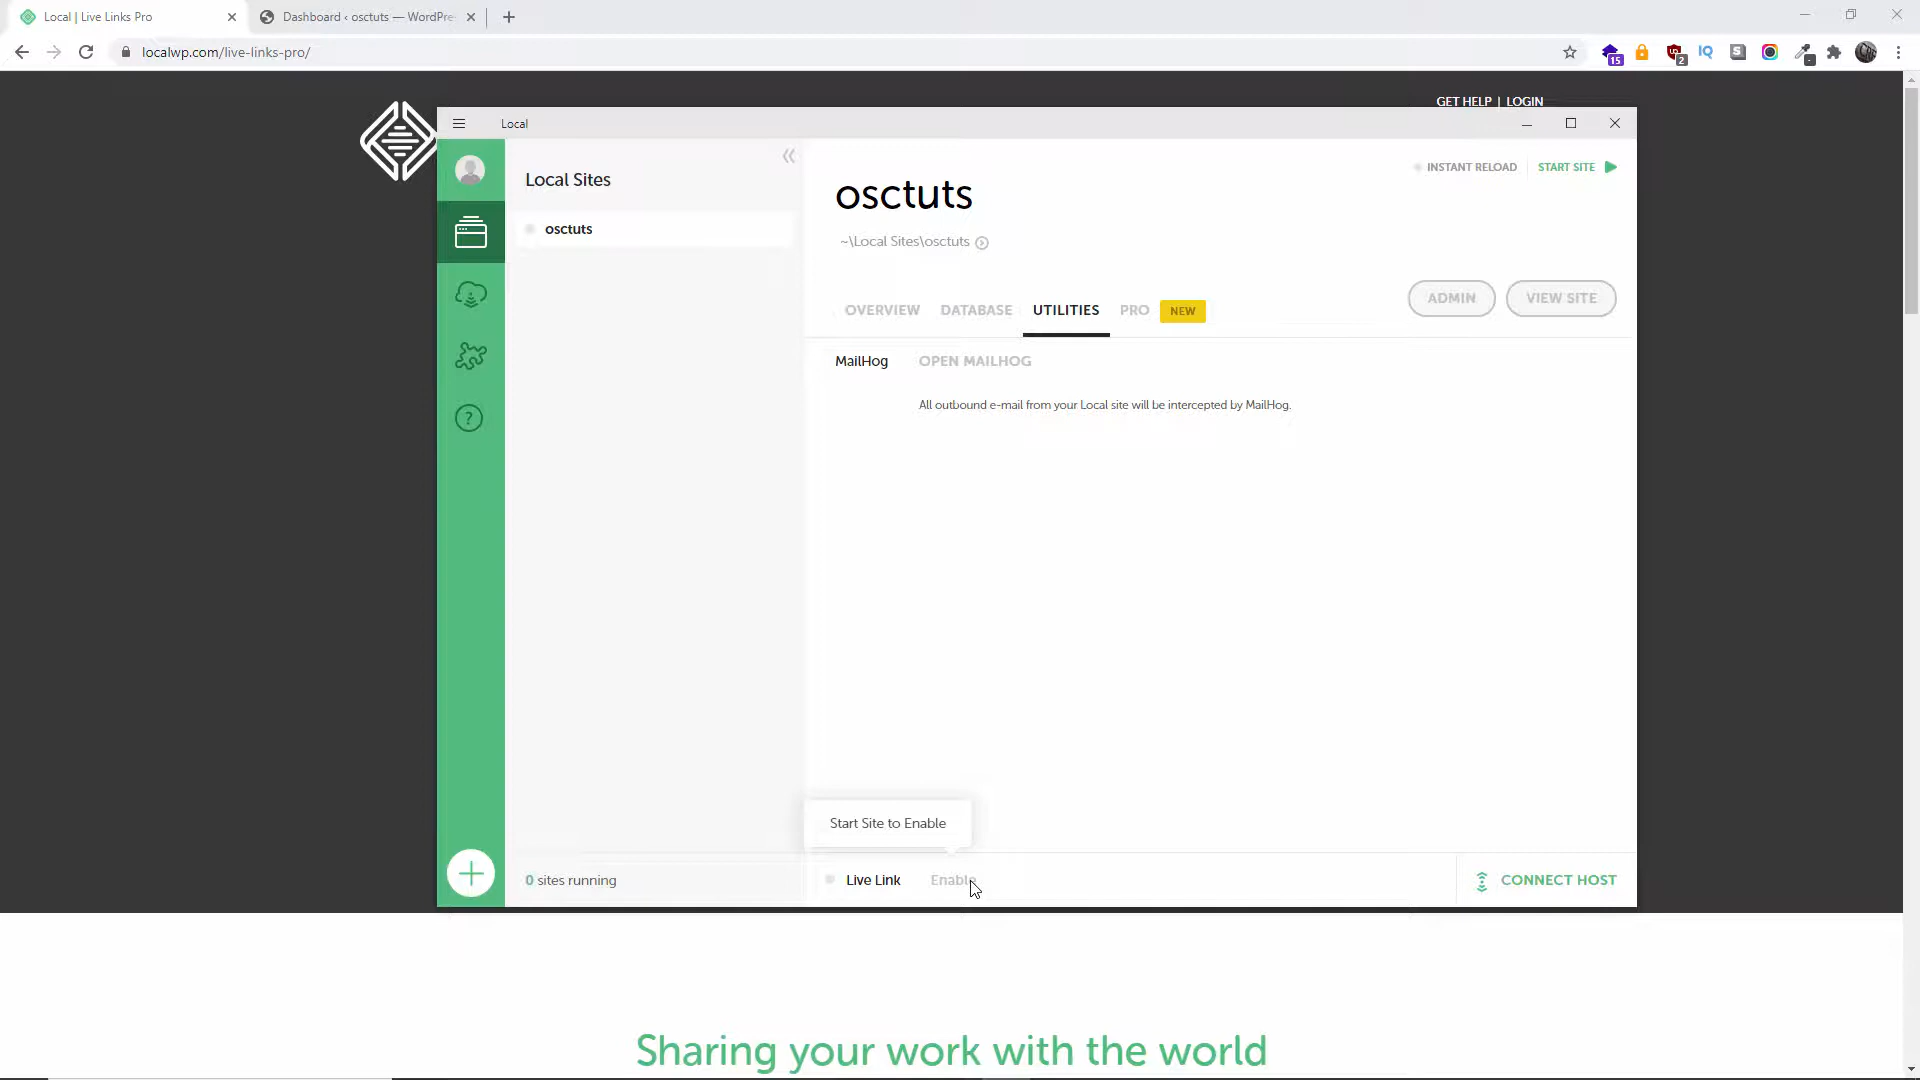 Local | Live Links Pro
Dashboard ‹ osctuts — WordPre
localwp.com/live-links-pro/
15
2
IQ
GET HELP | LOGIN
Local
Local Sites
osctuts
0 sites running
osctuts
~\Local Sites\osctuts
INSTANT RELOAD
START SITE
OVERVIEW
DATABASE
UTILITIES
PRO
NEW
ADMIN
VIEW SITE
MailHog
OPEN MAILHOG
All outbound e-mail from your Local site will be intercepted by MailHog.
Start Site to Enable
Live Link
Enable
CONNECT HOST
Sharing your work with the world